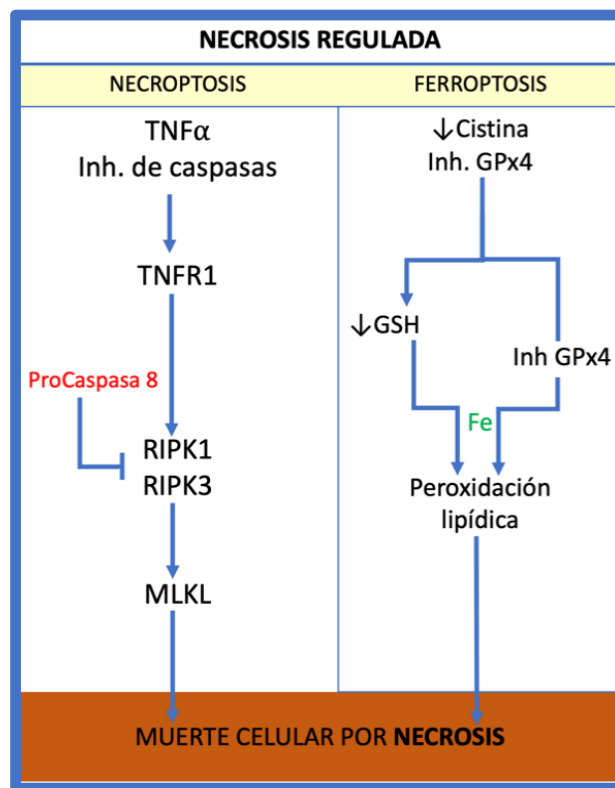 NECROSIS REGULADA
NECROPTOSIS
FERROPTOSIS
TNFα
Inh. de caspasas
TNFR1
ProCaspasa 8
RIPK1
RIPK3
MLKL
↓Cistina
Inh. GPx4
↓GSH
Inh GPx4
Fe
Peroxidación
lipídica
MUERTE CELULAR POR NECROSIS